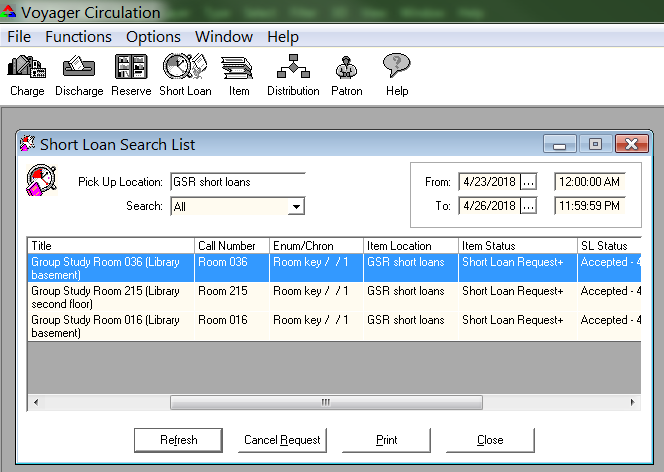 Voyager Circulation
File Functions Options Window Help
Charge Discharge Reserve Short Loan Item Distribution Patron Help
Short Loan Search List
Pick Up Location: GSR short loans
Search: All
From: 4/23/2018 ... 12:00:00 AM
To: 4/26/2018 ... 11:59:59 PM
Title Call Number Enum/Chron Item Location Item Status SL Status
Group Study Room 036 (Library Room 036 Room key / / 1 GSR short loans Short Loan Request+ Accepted - 4
basement)
Group Study Room 215 (Library Room 215 Room key / / 1 GSR short loans Short Loan Request+ Accepted - 4
second floor)
Group Study Room 016 (Library Room 016 Room key / / 1 GSR short loans Short Loan Request+ Accepted - 4
basement)
Refresh Cancel Request Print Close